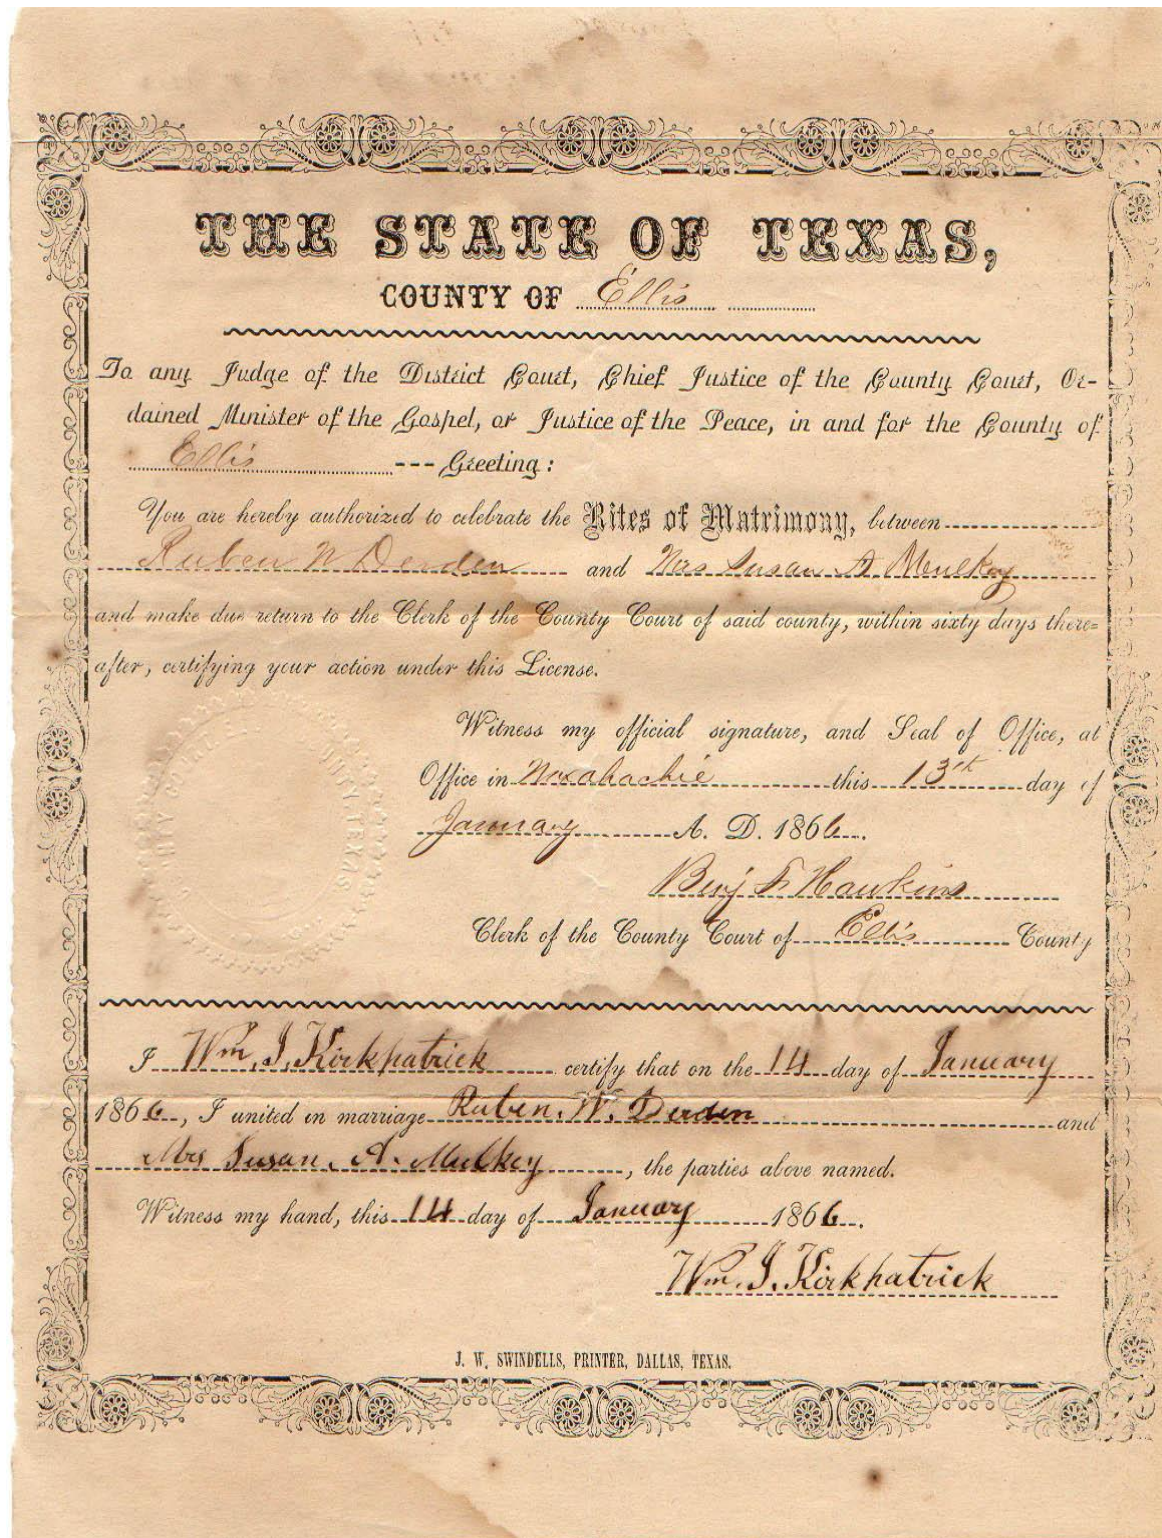 THE STATE OF TEXAS,
COUNTY OF Ellis
To any Judge of the District Court, Chief Justice of the County Court, Or-
dained Minister of the Gospel, or Justice of the Peace, in and for the County of
Ellis --- Greeting:
You are hereby authorized to celebrate the Rites of Matrimony, between
Ruben W Derden and Mrs Susan A Mulkey
and make due return to the Clerk of the County Court of said county, within sixty days there=
after, certifying your action under this License.
Witness my official signature, and Seal of Office, at
Office in Waxahachie this 13th day of
January A. D. 1866.
Benj F Hawkins
Clerk of the County Court of Ellis County
COUNTY TEXAS
I Wm. J. Kirkpatrick certify that on the 14 day of January
1866, I united in marriage Ruben. W. Derden and
Mrs Susan. A. Mulkey, the parties above named.
Witness my hand, this 14 day of January 1866.
Wm. J. Kirkpatrick
J. W. SWINDELLS, PRINTER, DALLAS, TEXAS.